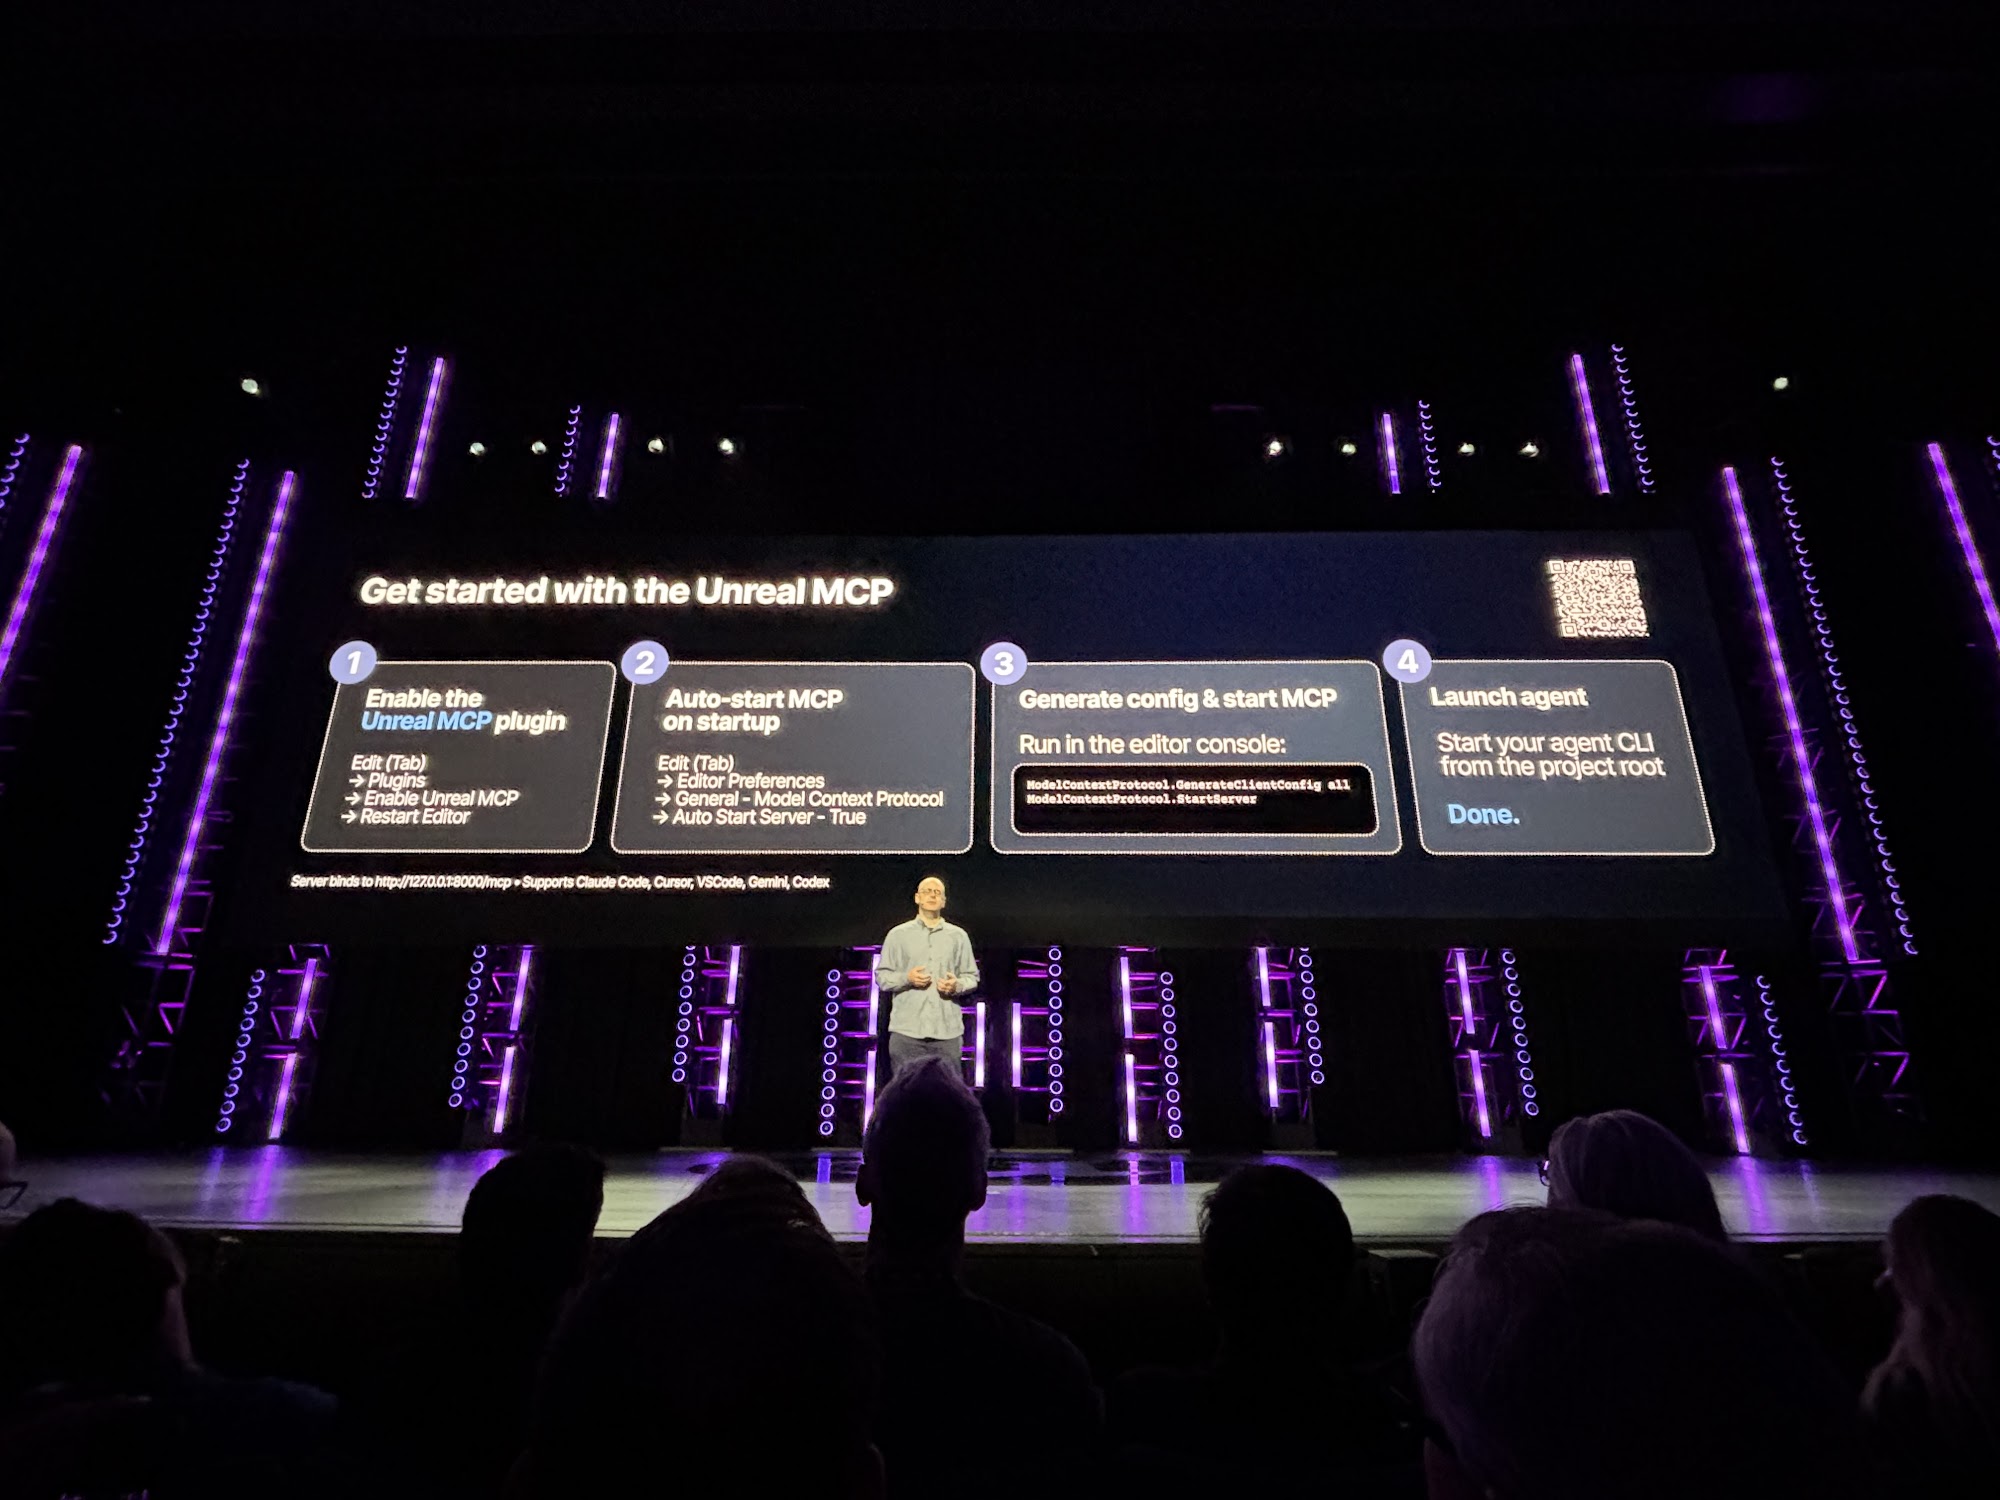 Get started with the Unreal MCP
1
Enable the
Unreal MCP plugin
Edit (Tab)
→ Plugins
→ Enable Unreal MCP
→ Restart Editor
2
Auto-start MCP
on startup
Edit (Tab)
→ Editor Preferences
→ General - Model Context Protocol
→ Auto Start Server - True
3
Generate config & start MCP
Run in the editor console:
ModelContextProtocol.GenerateClientConfig all
ModelContextProtocol.StartServer
4
Launch agent
Start your agent CLI
from the project root
Done.
Server binds to http://127.0.0.1:8000/mcp • Supports Claude Code, Cursor, VSCode, Gemini, Codex